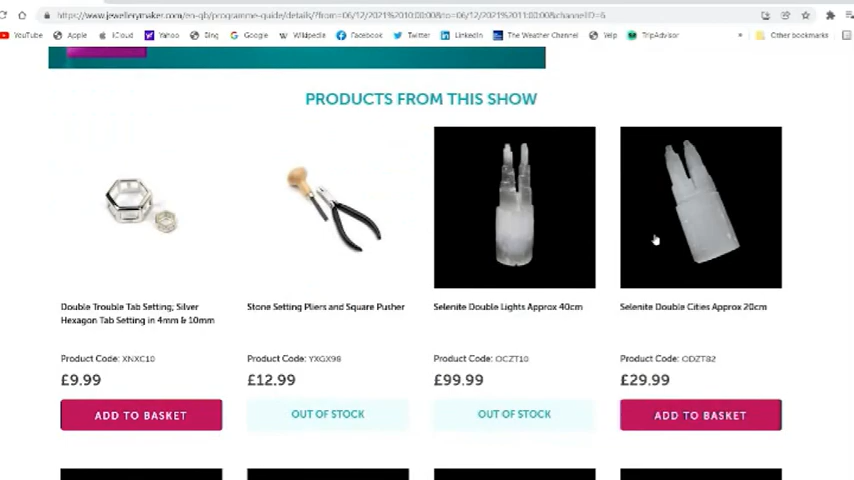 https://www.jewellerymaker.com/en-gb/programme-guide/details/?from=06/12/2021%2010:00:00&to=06/12/2021%2011:00:00&channelID=6
YouTube Apple iCloud Yahoo Bing Google Wikipedia Facebook Twitter LinkedIn The Weather Channel Yelp TripAdvisor » Other bookmarks
PRODUCTS FROM THIS SHOW
Double Trouble Tab Setting; Silver
Hexagon Tab Setting in 4mm & 10mm
Product Code: XNXC10
£9.99
ADD TO BASKET
Stone Setting Pliers and Square Pusher
Product Code: YXGX98
£12.99
OUT OF STOCK
Selenite Double Lights Approx 40cm
Product Code: OCZT10
£99.99
OUT OF STOCK
Selenite Double Cities Approx 20cm
Product Code: ODZT82
£29.99
ADD TO BASKET